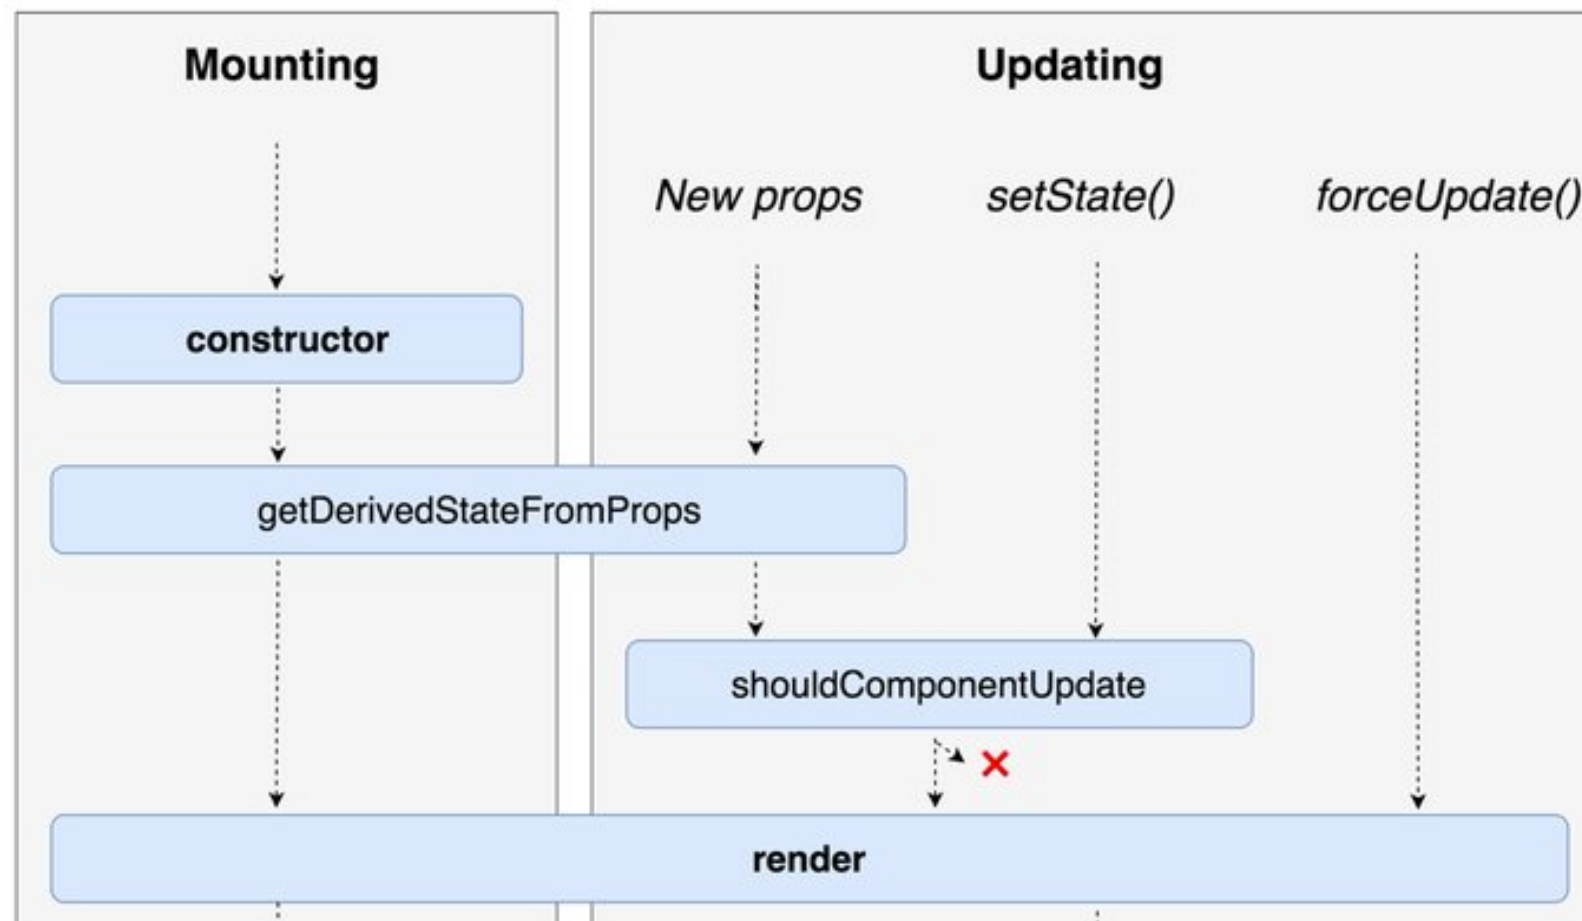 Mounting
Updating
New props
setState()
forceUpdate()
constructor
getDerivedStateFromProps
shouldComponentUpdate
render